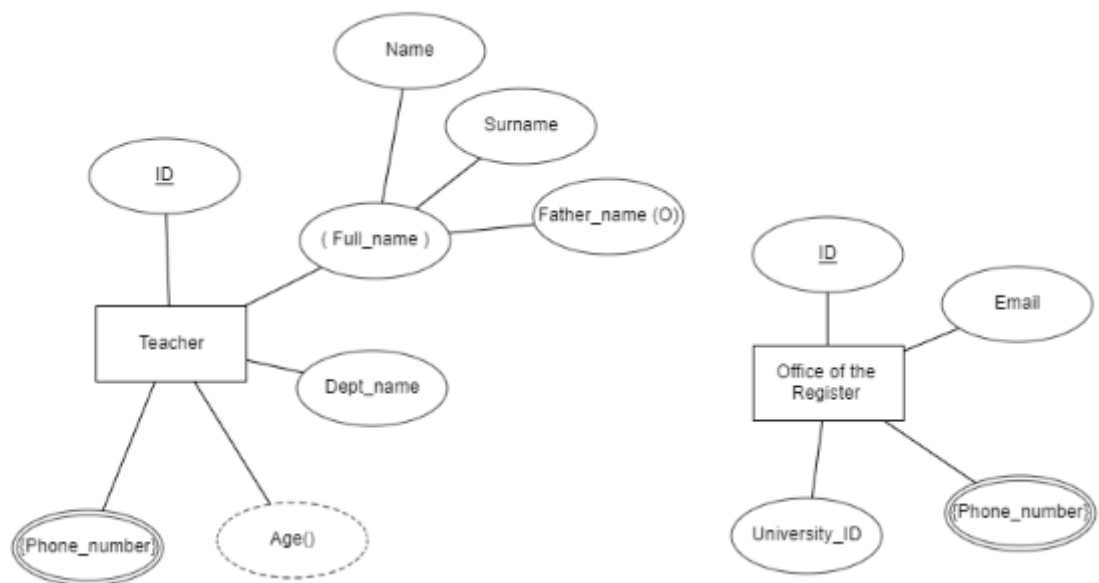 Name
Surname
ID
Father_name (O)
( Full_name )
Teacher
Dept_name
{Phone_number}
Age()
ID
Email
Office of the
Register
{Phone_number}
University_ID